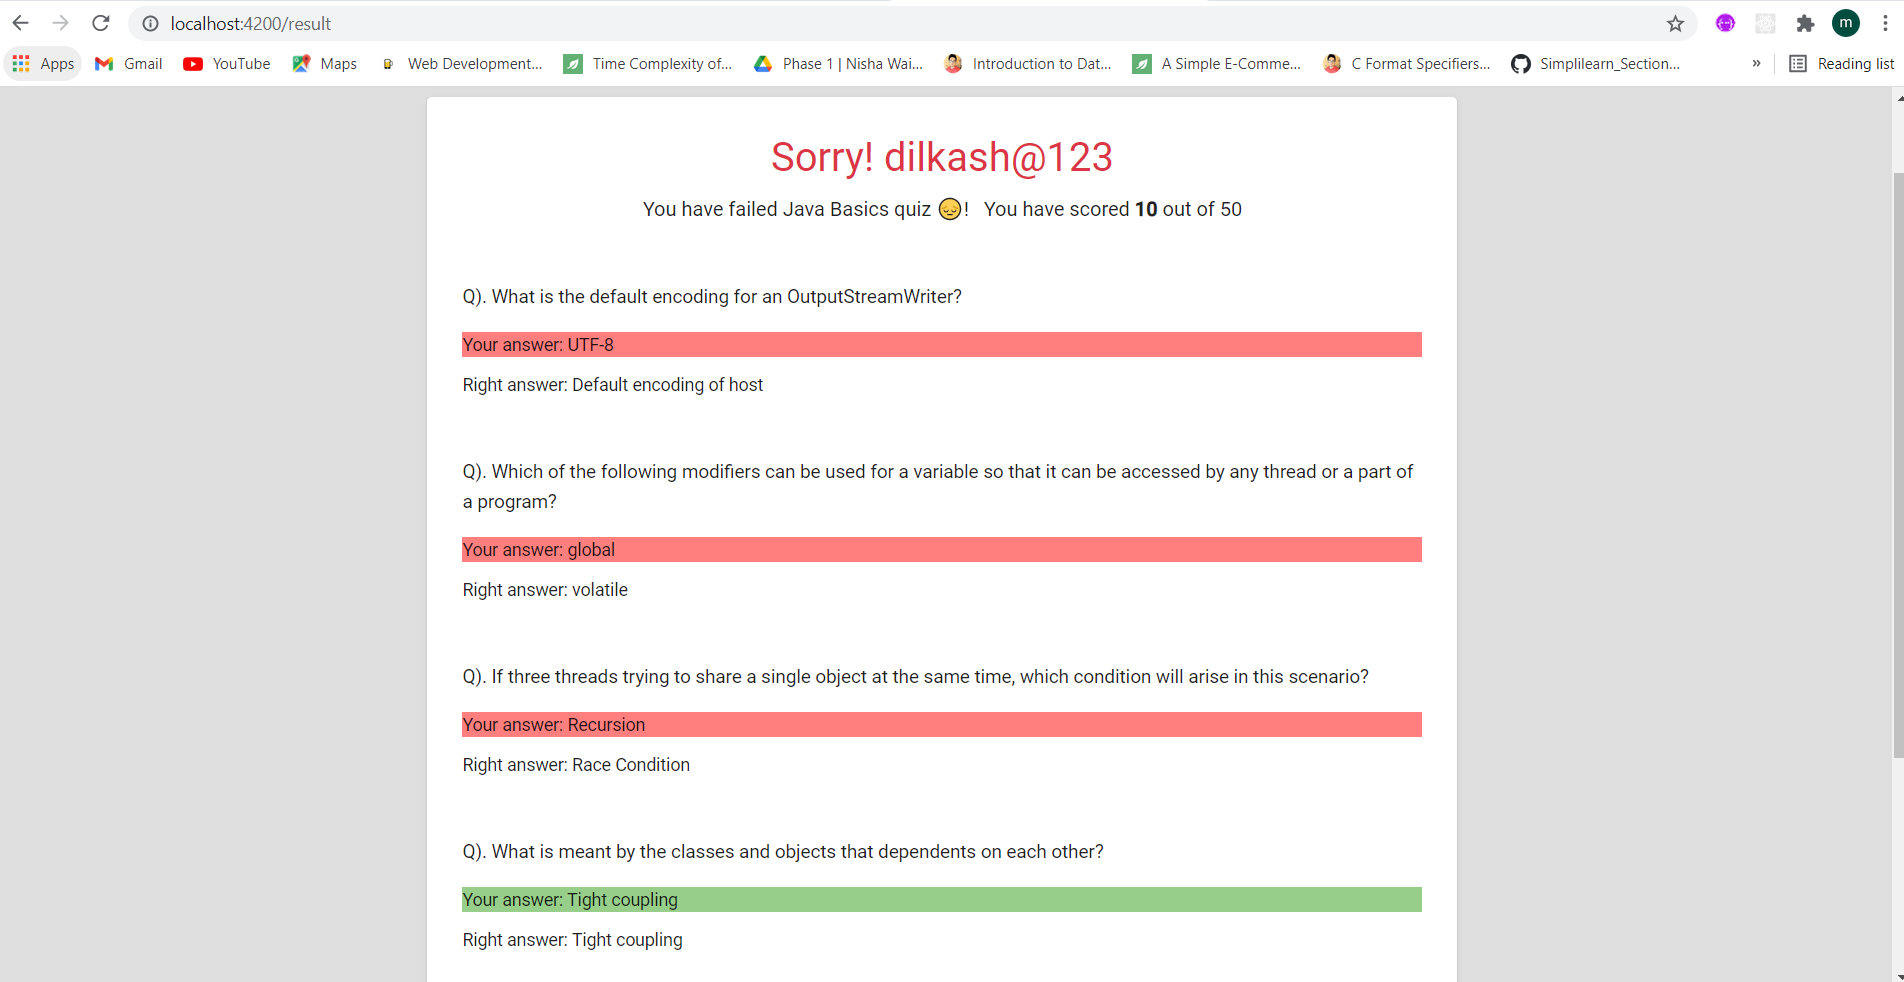 localhost:4200/result
m
Apps Gmail YouTube Maps Web Development... Time Complexity of... Phase 1 | Nisha Wai... Introduction to Dat... A Simple E-Comme... C Format Specifiers... Simplilearn_Section... » Reading list
Sorry! dilkash@123
You have failed Java Basics quiz 😔! You have scored 10 out of 50
Q). What is the default encoding for an OutputStreamWriter?
Your answer: UTF-8
Right answer: Default encoding of host
Q). Which of the following modifiers can be used for a variable so that it can be accessed by any thread or a part of
a program?
Your answer: global
Right answer: volatile
Q). If three threads trying to share a single object at the same time, which condition will arise in this scenario?
Your answer: Recursion
Right answer: Race Condition
Q). What is meant by the classes and objects that dependents on each other?
Your answer: Tight coupling
Right answer: Tight coupling